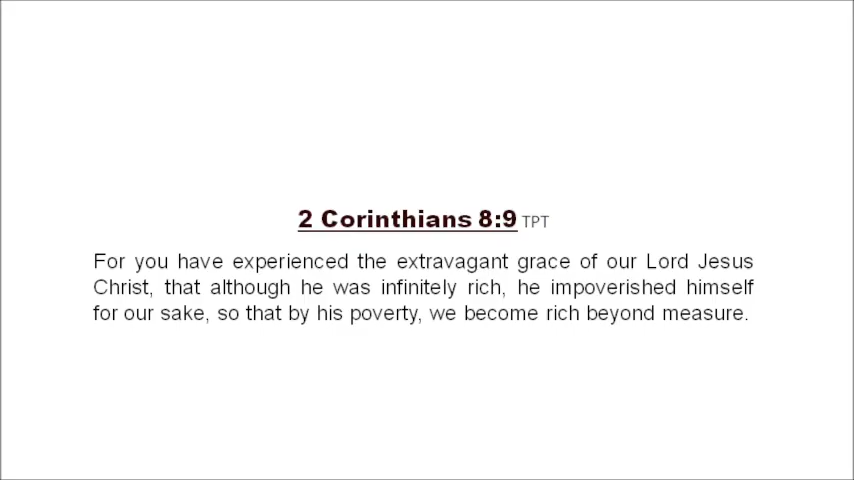 2 Corinthians 8:9 TPT
For you have experienced the extravagant grace of our Lord Jesus
Christ, that although he was infinitely rich, he impoverished himself
for our sake, so that by his poverty, we become rich beyond measure.